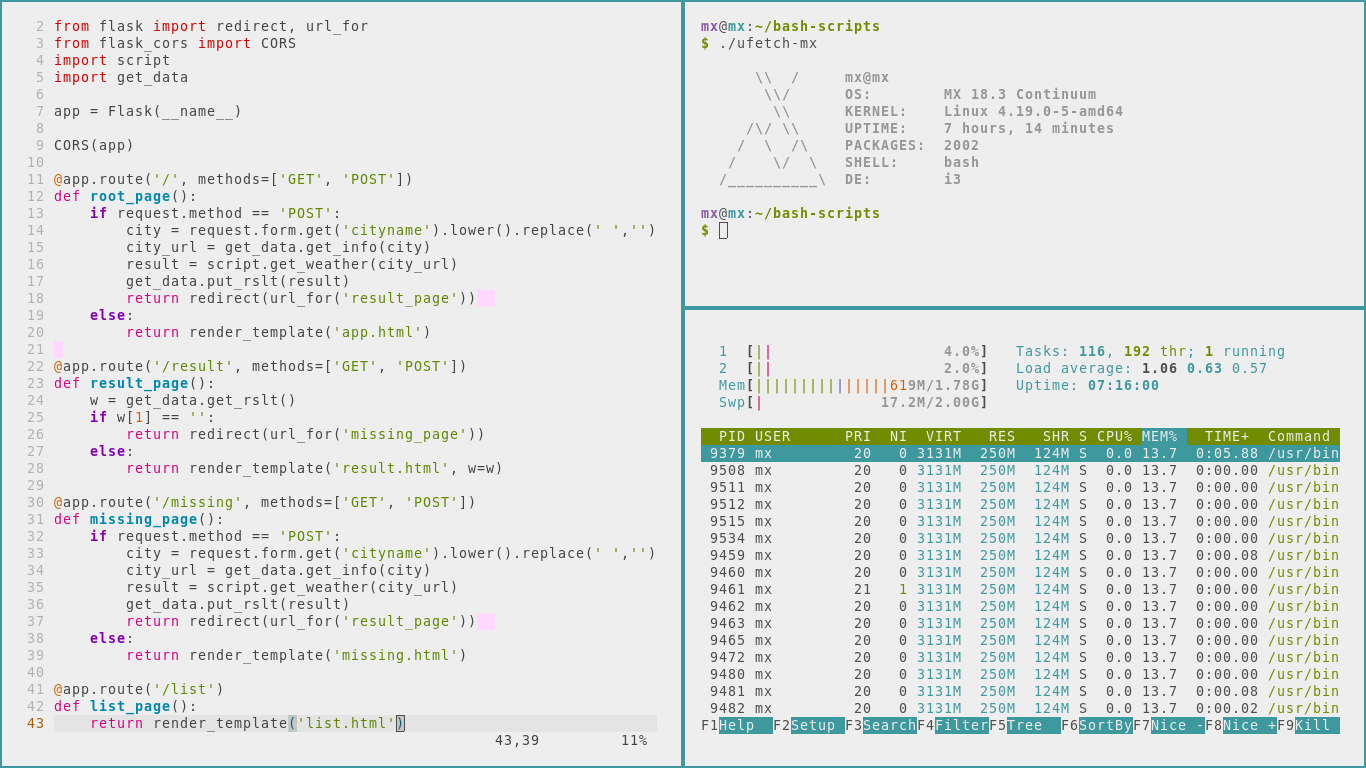 2 from flask import redirect, url_for
3 from flask_cors import CORS
4 import script
5 import get_data
6
7 app = Flask(__name__)
8
9 CORS(app)
10
11 @app.route('/', methods=['GET', 'POST'])
12 def root_page():
13     if request.method == 'POST':
14         city = request.form.get('cityname').lower().replace(' ','')
15         city_url = get_data.get_info(city)
16         result = script.get_weather(city_url)
17         get_data.put_rslt(result)
18         return redirect(url_for('result_page'))
19     else:
20         return render_template('app.html')
21
22 @app.route('/result', methods=['GET', 'POST'])
23 def result_page():
24     w = get_data.get_rslt()
25     if w[1] == '':
26         return redirect(url_for('missing_page'))
27     else:
28         return render_template('result.html', w=w)
29
30 @app.route('/missing', methods=['GET', 'POST'])
31 def missing_page():
32     if request.method == 'POST':
33         city = request.form.get('cityname').lower().replace(' ','')
34         city_url = get_data.get_info(city)
35         result = script.get_weather(city_url)
36         get_data.put_rslt(result)
37         return redirect(url_for('result_page'))
38     else:
39         return render_template('missing.html')
40
41 @app.route('/list')
42 def list_page():
43     return render_template('list.html')
43,39         11%
mx@mx:~/bash-scripts
$ ./ufetch-mx
      \\  /     mx@mx
       \\/      OS:        MX 18.3 Continuum
        \\      KERNEL:    Linux 4.19.0-5-amd64
     /\/ \\     UPTIME:    7 hours, 14 minutes
    /  \  /\    PACKAGES:  2002
   /    \/  \   SHELL:     bash
  /__________\  DE:        i3
mx@mx:~/bash-scripts
$
1  [||                   4.0%]   Tasks: 116, 192 thr; 1 running
2  [||                   2.0%]   Load average: 1.06 0.63 0.57
Mem[|||||||||||||||619M/1.78G]   Uptime: 07:16:00
Swp[|             17.2M/2.00G]
PID USER      PRI  NI  VIRT   RES   SHR S CPU% MEM%   TIME+  Command
9379 mx         20   0 3131M  250M  124M S  0.0 13.7  0:05.88 /usr/bin
9508 mx         20   0 3131M  250M  124M S  0.0 13.7  0:00.00 /usr/bin
9511 mx         20   0 3131M  250M  124M S  0.0 13.7  0:00.00 /usr/bin
9512 mx         20   0 3131M  250M  124M S  0.0 13.7  0:00.00 /usr/bin
9515 mx         20   0 3131M  250M  124M S  0.0 13.7  0:00.00 /usr/bin
9534 mx         20   0 3131M  250M  124M S  0.0 13.7  0:00.00 /usr/bin
9459 mx         20   0 3131M  250M  124M S  0.0 13.7  0:00.08 /usr/bin
9460 mx         20   0 3131M  250M  124M S  0.0 13.7  0:00.00 /usr/bin
9461 mx         21   1 3131M  250M  124M S  0.0 13.7  0:00.00 /usr/bin
9462 mx         20   0 3131M  250M  124M S  0.0 13.7  0:00.00 /usr/bin
9463 mx         20   0 3131M  250M  124M S  0.0 13.7  0:00.00 /usr/bin
9465 mx         20   0 3131M  250M  124M S  0.0 13.7  0:00.00 /usr/bin
9472 mx         20   0 3131M  250M  124M S  0.0 13.7  0:00.00 /usr/bin
9480 mx         20   0 3131M  250M  124M S  0.0 13.7  0:00.00 /usr/bin
9481 mx         20   0 3131M  250M  124M S  0.0 13.7  0:00.08 /usr/bin
9482 mx         20   0 3131M  250M  124M S  0.0 13.7  0:00.02 /usr/bin
F1Help  F2Setup F3SearchF4FilterF5Tree  F6SortByF7Nice -F8Nice +F9Kill